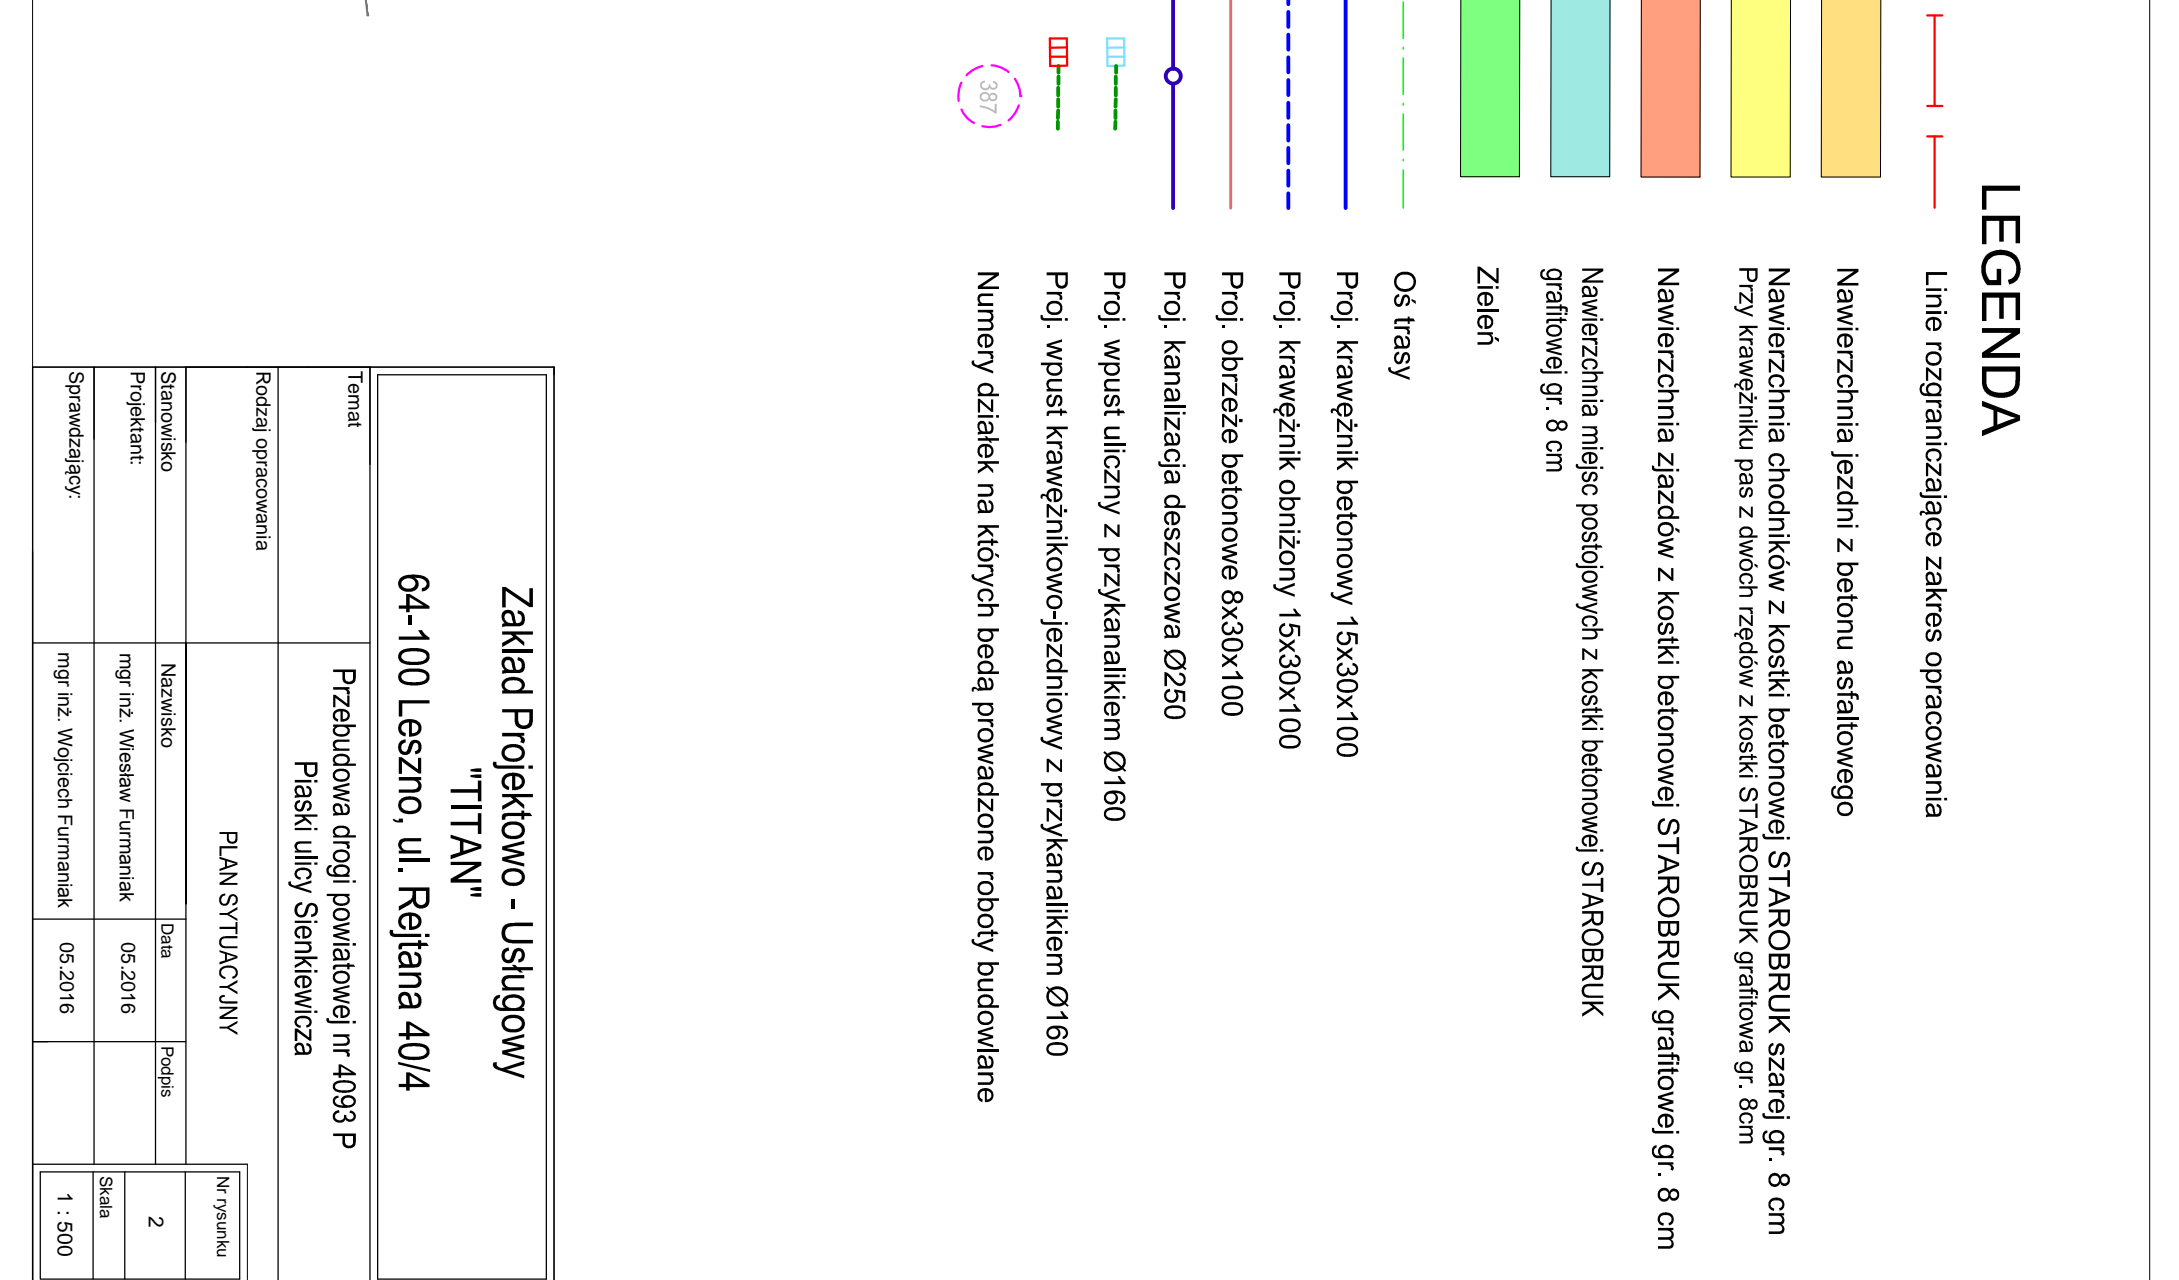 LEGENDA
Linie rozgraniczające zakres opracowania
Nawierzchnia jezdni z betonu asfaltowego
Nawierzchnia chodników z kostki betonowej STAROBRUK szarej gr. 8 cm
Przy krawężniku pas z dwóch rzędów z kostki STAROBRUK grafitowa gr. 8cm
Nawierzchnia zjazdów z kostki betonowej STAROBRUK grafitowej gr. 8 cm
Nawierzchnia miejsc postojowych z kostki betonowej STAROBRUK
grafitowej gr. 8 cm
Zieleń
Oś trasy
Proj. krawężnik betonowy 15x30x100
Proj. krawężnik obniżony 15x30x100
Proj. obrzeże betonowe 8x30x100
Proj. kanalizacja deszczowa Ø250
Proj. wpust uliczny z przykanalikiem Ø160
Proj. wpust krawężnikowo-jezdniowy z przykanalikiem Ø160
387
Numery działek na których bedą prowadzone roboty budowlane
Zaklad Projektowo - Usługowy
"TITAN"
64-100 Leszno, ul. Rejtana 40/4
Temat
Przebudowa drogi powiatowej nr 4093 P
Piaski ulicy Sienkiewicza
Rodzaj opracowania
PLAN SYTUACYJNY
Nr rysunku
2
Stanowisko
Nazwisko
Data
Podpis
Projektant:
mgr inż. Wiesław Furmaniak
05.2016
Skala
1 : 500
Sprawdzający:
mgr inż. Wojciech Furmaniak
05.2016